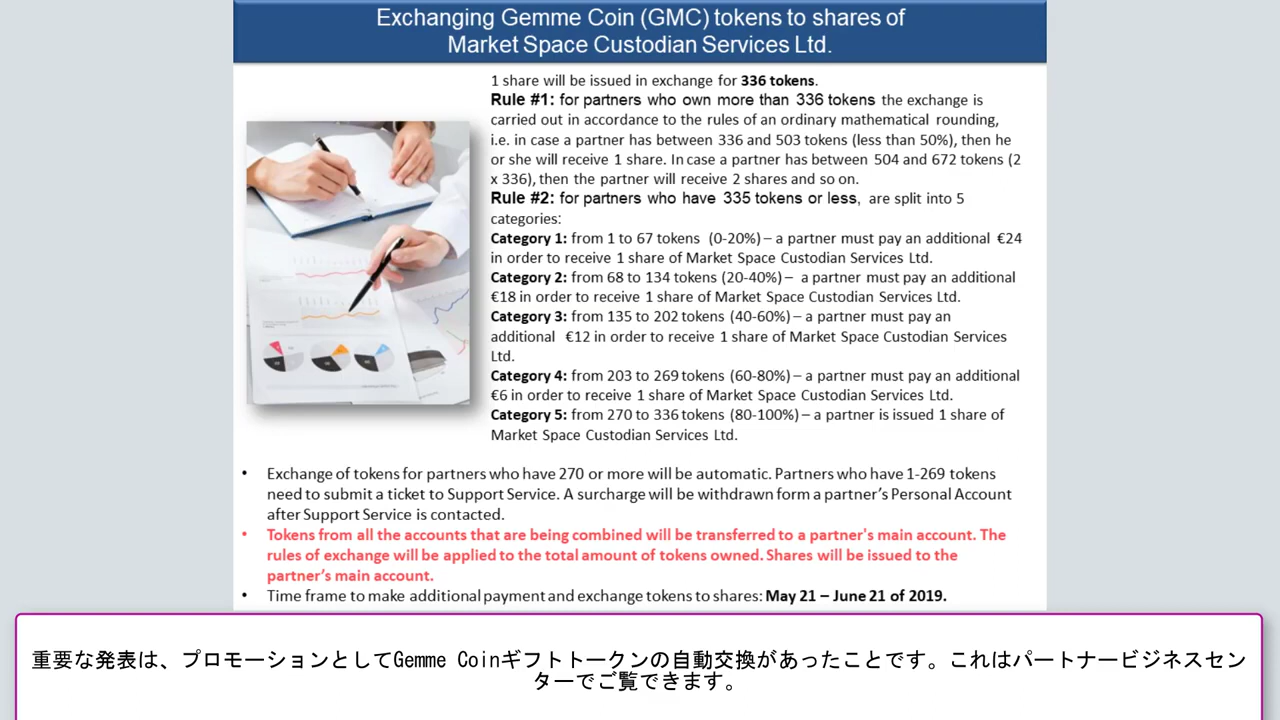 Exchanging Gemme Coin (GMC) tokens to shares of
Market Space Custodian Services Ltd.
1 share will be issued in exchange for 336 tokens.
Rule #1: for partners who own more than 336 tokens the exchange is
carried out in accordance to the rules of an ordinary mathematical rounding,
i.e. in case a partner has between 336 and 503 tokens (less than 50%), then he
or she will receive 1 share. In case a partner has between 504 and 672 tokens (2
x 336), then the partner will receive 2 shares and so on.
Rule #2: for partners who have 335 tokens or less, are split into 5
categories:
Category 1: from 1 to 67 tokens (0-20%) – a partner must pay an additional €24
in order to receive 1 share of Market Space Custodian Services Ltd.
Category 2: from 68 to 134 tokens (20-40%) – a partner must pay an additional
€18 in order to receive 1 share of Market Space Custodian Services Ltd.
Category 3: from 135 to 202 tokens (40-60%) – a partner must pay an
additional €12 in order to receive 1 share of Market Space Custodian Services
Ltd.
Category 4: from 203 to 269 tokens (60-80%) – a partner must pay an additional
€6 in order to receive 1 share of Market Space Custodian Services Ltd.
Category 5: from 270 to 336 tokens (80-100%) – a partner is issued 1 share of
Market Space Custodian Services Ltd.
• Exchange of tokens for partners who have 270 or more will be automatic. Partners who have 1-269 tokens
need to submit a ticket to Support Service. A surcharge will be withdrawn form a partner's Personal Account
after Support Service is contacted.
• Tokens from all the accounts that are being combined will be transferred to a partner's main account. The
rules of exchange will be applied to the total amount of tokens owned. Shares will be issued to the
partner's main account.
• Time frame to make additional payment and exchange tokens to shares: May 21 – June 21 of 2019.
重要な発表は、プロモーションとしてGemme Coinギフトトークンの自動交換があったことです。これはパートナービジネスセン
ターでご覧できます。